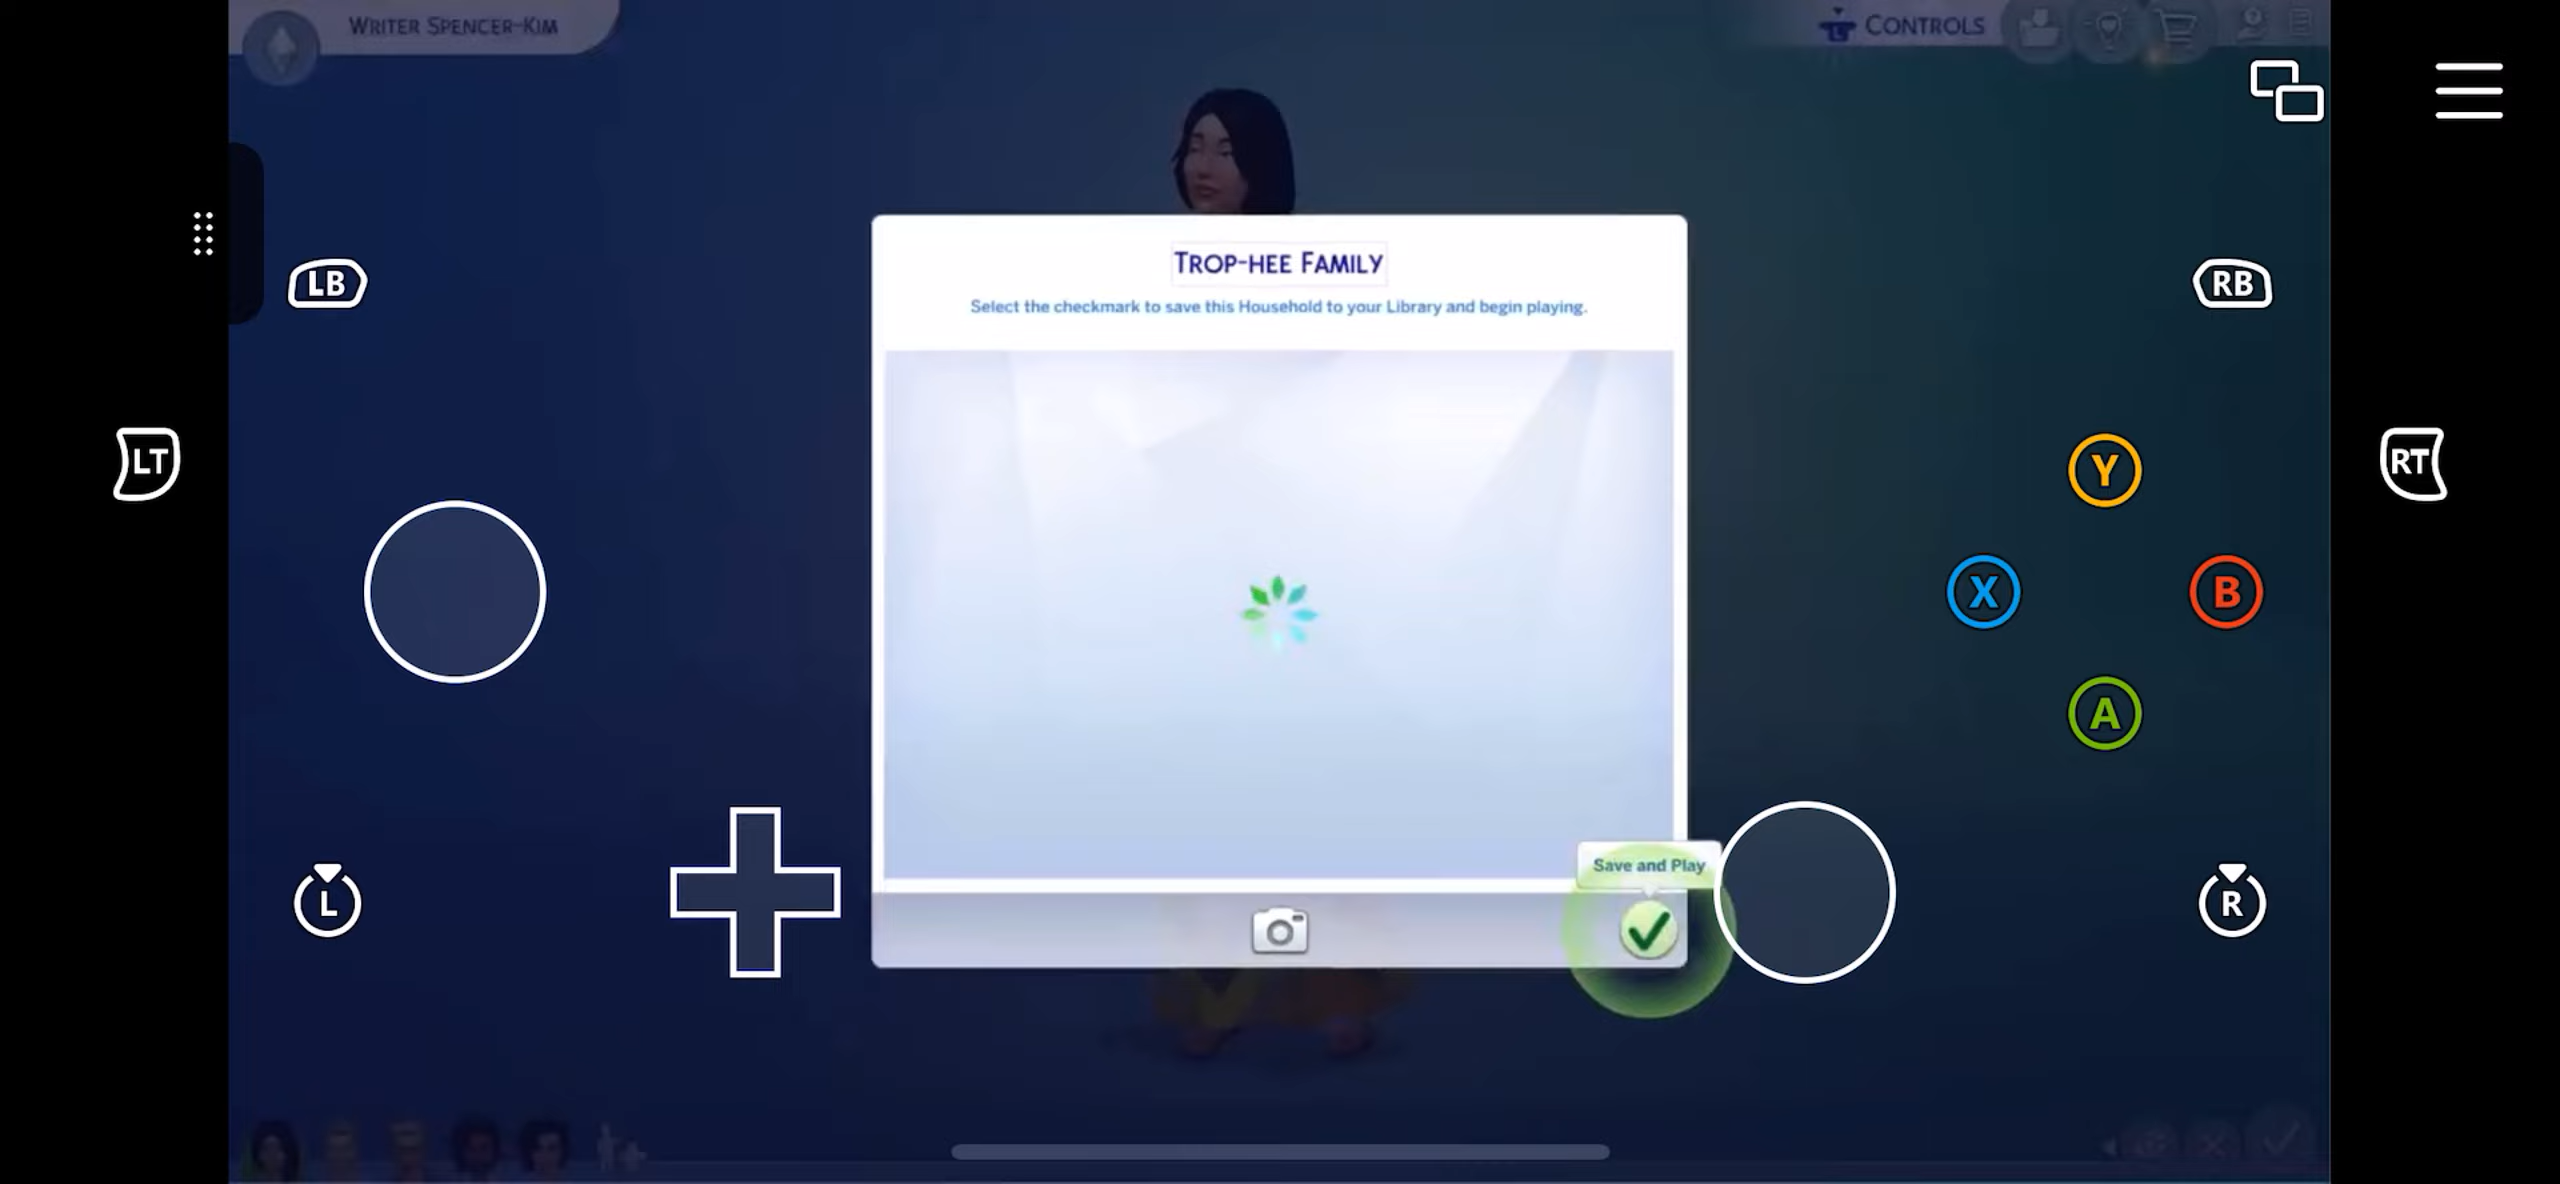 WRITER SPENCER-KIM
CONTROLS
L
TROP-HEE FAMILY
Select the checkmark to save this Household to your Library and begin playing.
LB
RB
LT
RT
Y
X
B
A
Save and Play
L
R